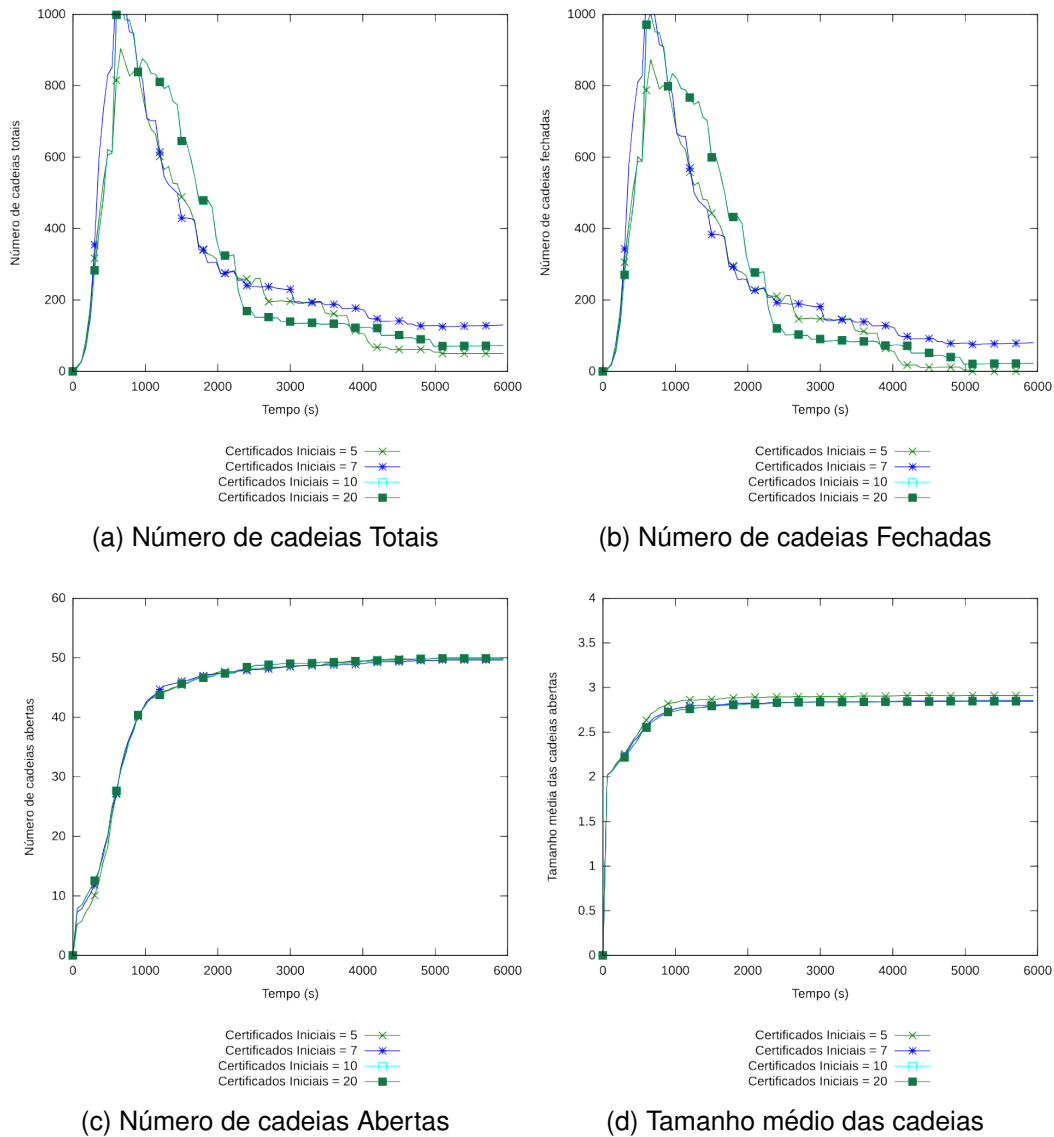 1000
800
600
400
200
0
Número de cadeias totais
0 1000 2000 3000 4000 5000 6000
Tempo (s)
Certificados Iniciais = 5
Certificados Iniciais = 7
Certificados Iniciais = 10
Certificados Iniciais = 20
(a) Número de cadeias Totais
1000
800
600
400
200
0
Número de cadeias fechadas
0 1000 2000 3000 4000 5000 6000
Tempo (s)
Certificados Iniciais = 5
Certificados Iniciais = 7
Certificados Iniciais = 10
Certificados Iniciais = 20
(b) Número de cadeias Fechadas
60
50
40
30
20
10
0
Número de cadeias abertas
0 1000 2000 3000 4000 5000 6000
Tempo (s)
Certificados Iniciais = 5
Certificados Iniciais = 7
Certificados Iniciais = 10
Certificados Iniciais = 20
(c) Número de cadeias Abertas
4
3.5
3
2.5
2
1.5
1
0.5
0
Tamanho média das cadeias abertas
0 1000 2000 3000 4000 5000 6000
Tempo (s)
Certificados Iniciais = 5
Certificados Iniciais = 7
Certificados Iniciais = 10
Certificados Iniciais = 20
(d) Tamanho médio das cadeias